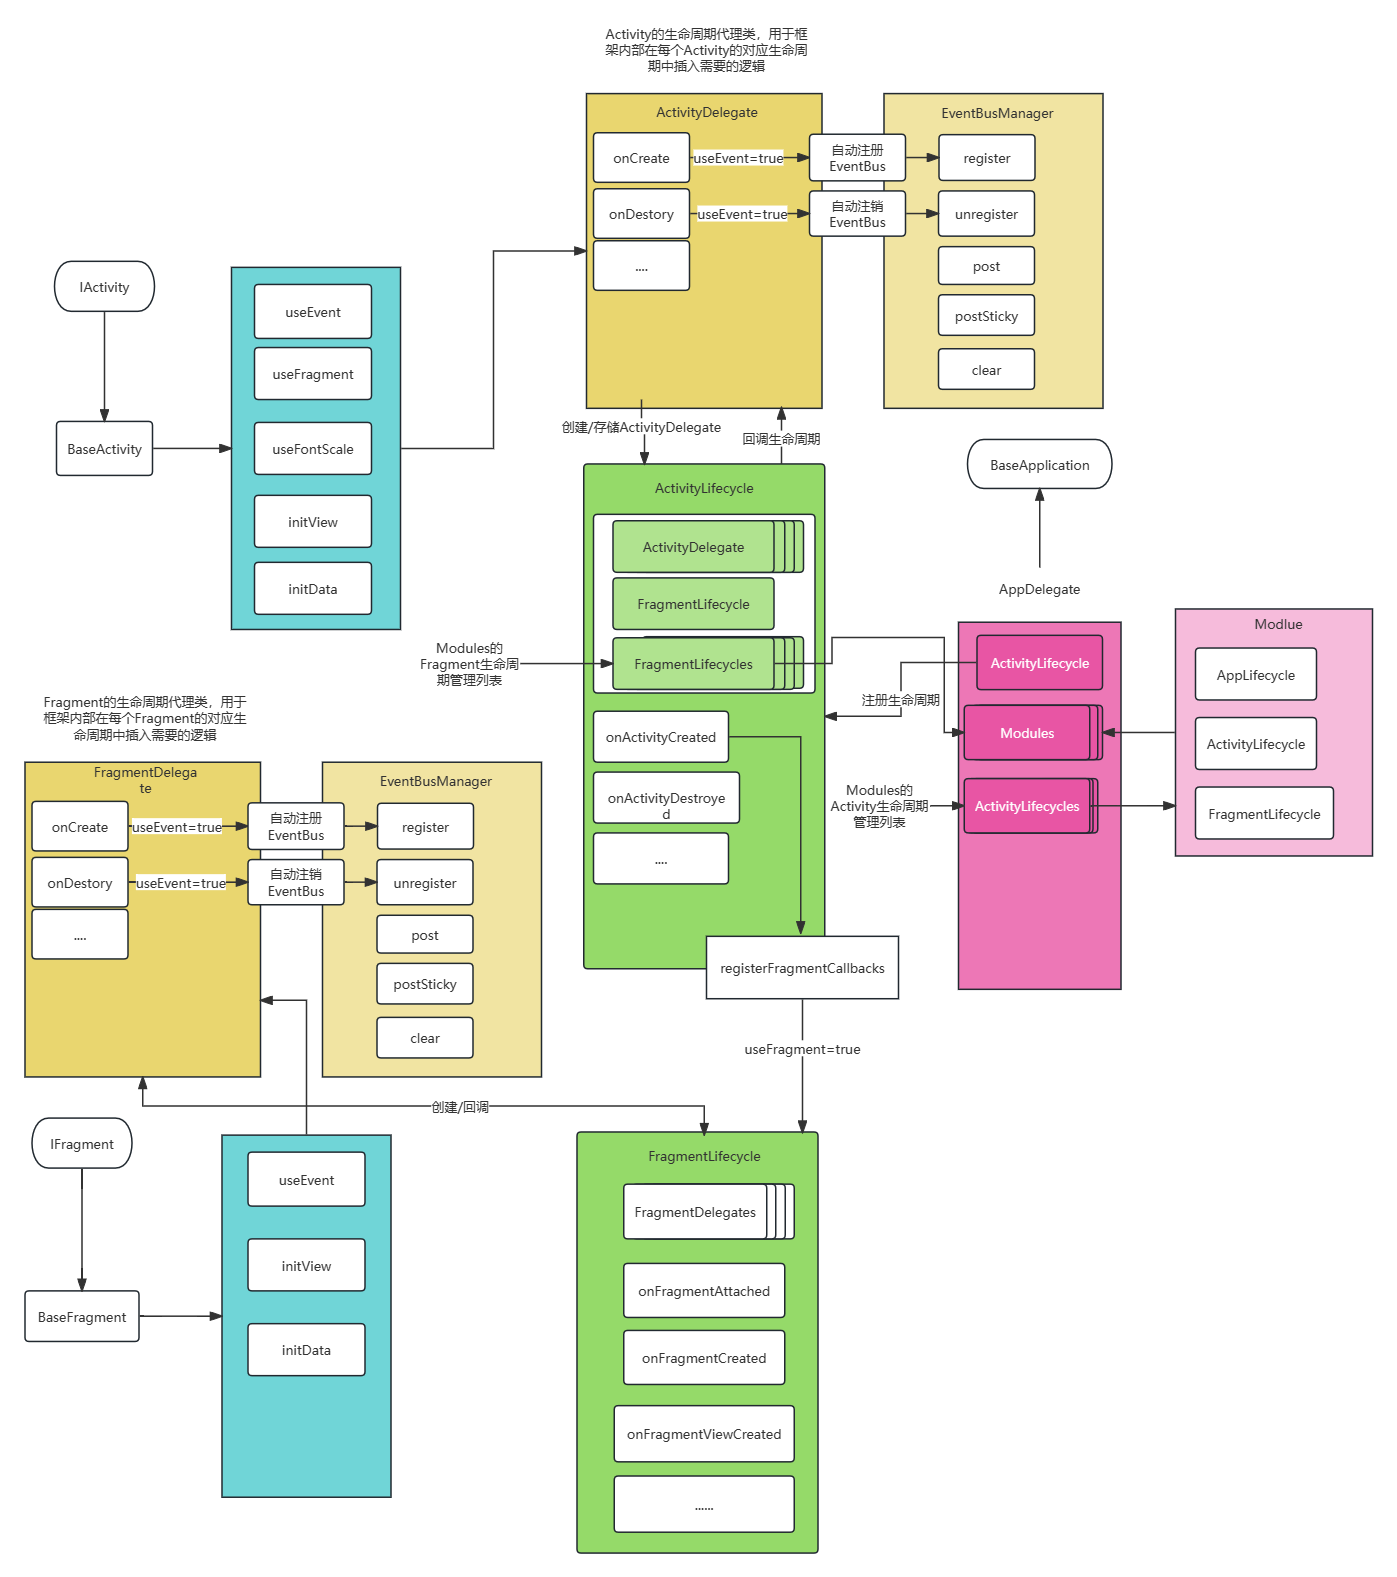 Activity的生命周期代理类，用于框
架内部在每个Activity的对应生命周
期中插入需要的逻辑
ActivityDelegate
onCreate
useEvent=true
自动注册
EventBus
onDestory
useEvent=true
自动注销
EventBus
....
EventBusManager
register
unregister
post
postSticky
clear
IActivity
BaseActivity
useEvent
useFragment
useFontScale
initView
initData
创建/存储ActivityDelegate
回调生命周期
ActivityLifecycle
ActivityDelegate
FragmentLifecycle
FragmentLifecycles
Modules的
Fragment生命周
期管理列表
onActivityCreated
onActivityDestroye
d
....
registerFragmentCallbacks
useFragment=true
BaseApplication
AppDelegate
ActivityLifecycle
注册生命周期
Modules
Modules的
Activity生命周期
管理列表
ActivityLifecycles
Modlue
AppLifecycle
ActivityLifecycle
FragmentLifecycle
Fragment的生命周期代理类，用于
框架内部在每个Fragment的对应生
命周期中插入需要的逻辑
FragmentDelega
te
onCreate
useEvent=true
自动注册
EventBus
onDestory
useEvent=true
自动注销
EventBus
....
EventBusManager
register
unregister
post
postSticky
clear
创建/回调
IFragment
BaseFragment
useEvent
initView
initData
FragmentLifecycle
FragmentDelegates
onFragmentAttached
onFragmentCreated
onFragmentViewCreated
......